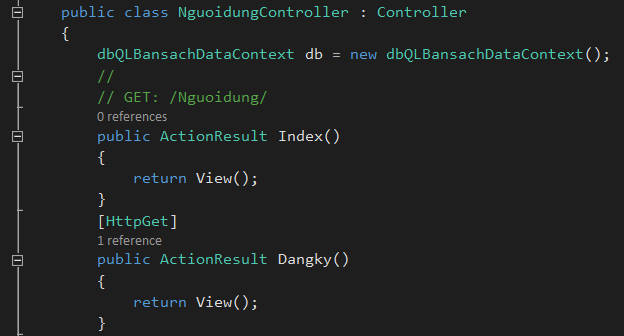 public class NguoidungController : Controller
{
dbQLBansachDataContext db = new dbQLBansachDataContext();
//
// GET: /Nguoidung/
0 references
public ActionResult Index()
{
return View();
}
[HttpGet]
1 reference
public ActionResult Dangky()
{
return View();
}